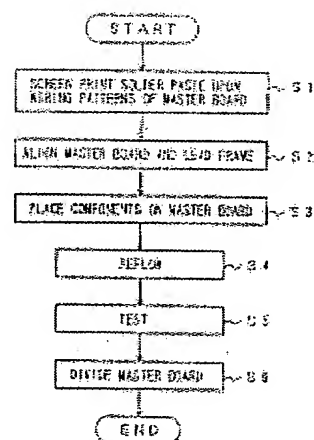 START
SCREEN PRINT SOLDER PASTE UPON
WIRING PATTERNS OF MASTER BOARD
S1
ALIGN MASTER BOARD AND LEAD FRAME
S2
PLACE COMPONENTS ON MASTER BOARD
S3
REFLOW
S4
TEST
S5
DIVIDE MASTER BOARD
S6
END